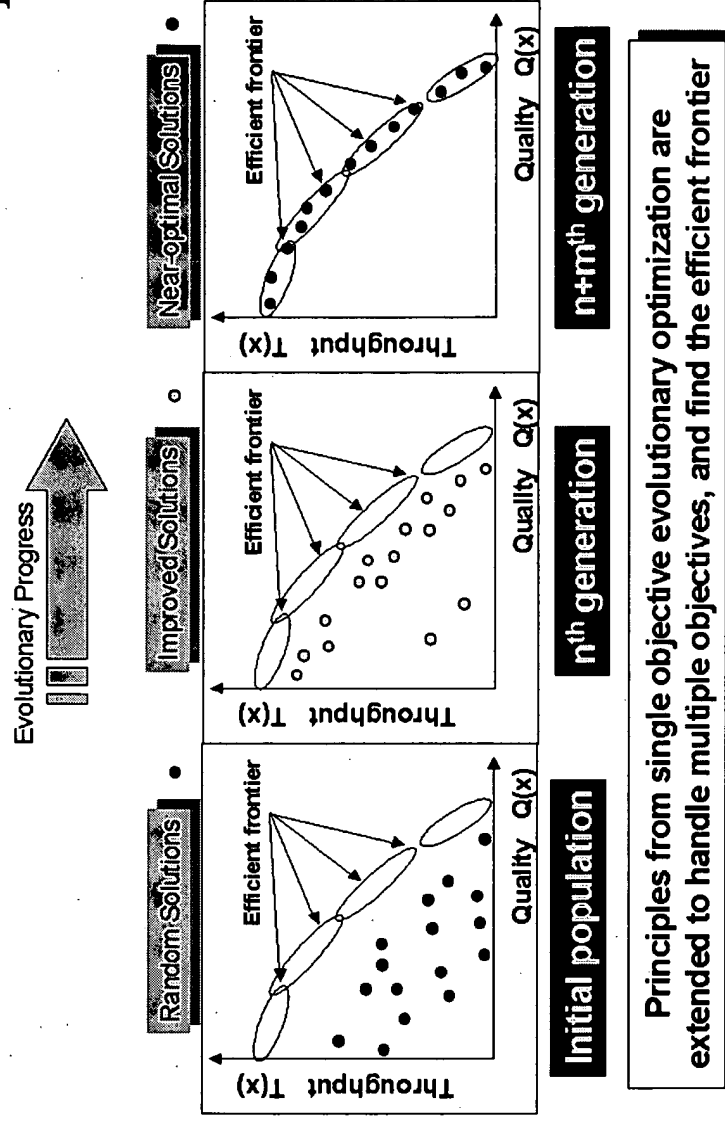 Evolutionary Progress
Random Solutions
Improved Solutions
Near-optimal Solutions
Throughput T(x)
Efficient frontier
Quality Q(x)
Throughput T(x)
Efficient frontier
Quality Q(x)
Throughput T(x)
Efficient frontier
Quality Q(x)
Initial population
nth generation
n+mth generation
Principles from single objective evolutionary optimization are
extended to handle multiple objectives, and find the efficient frontier